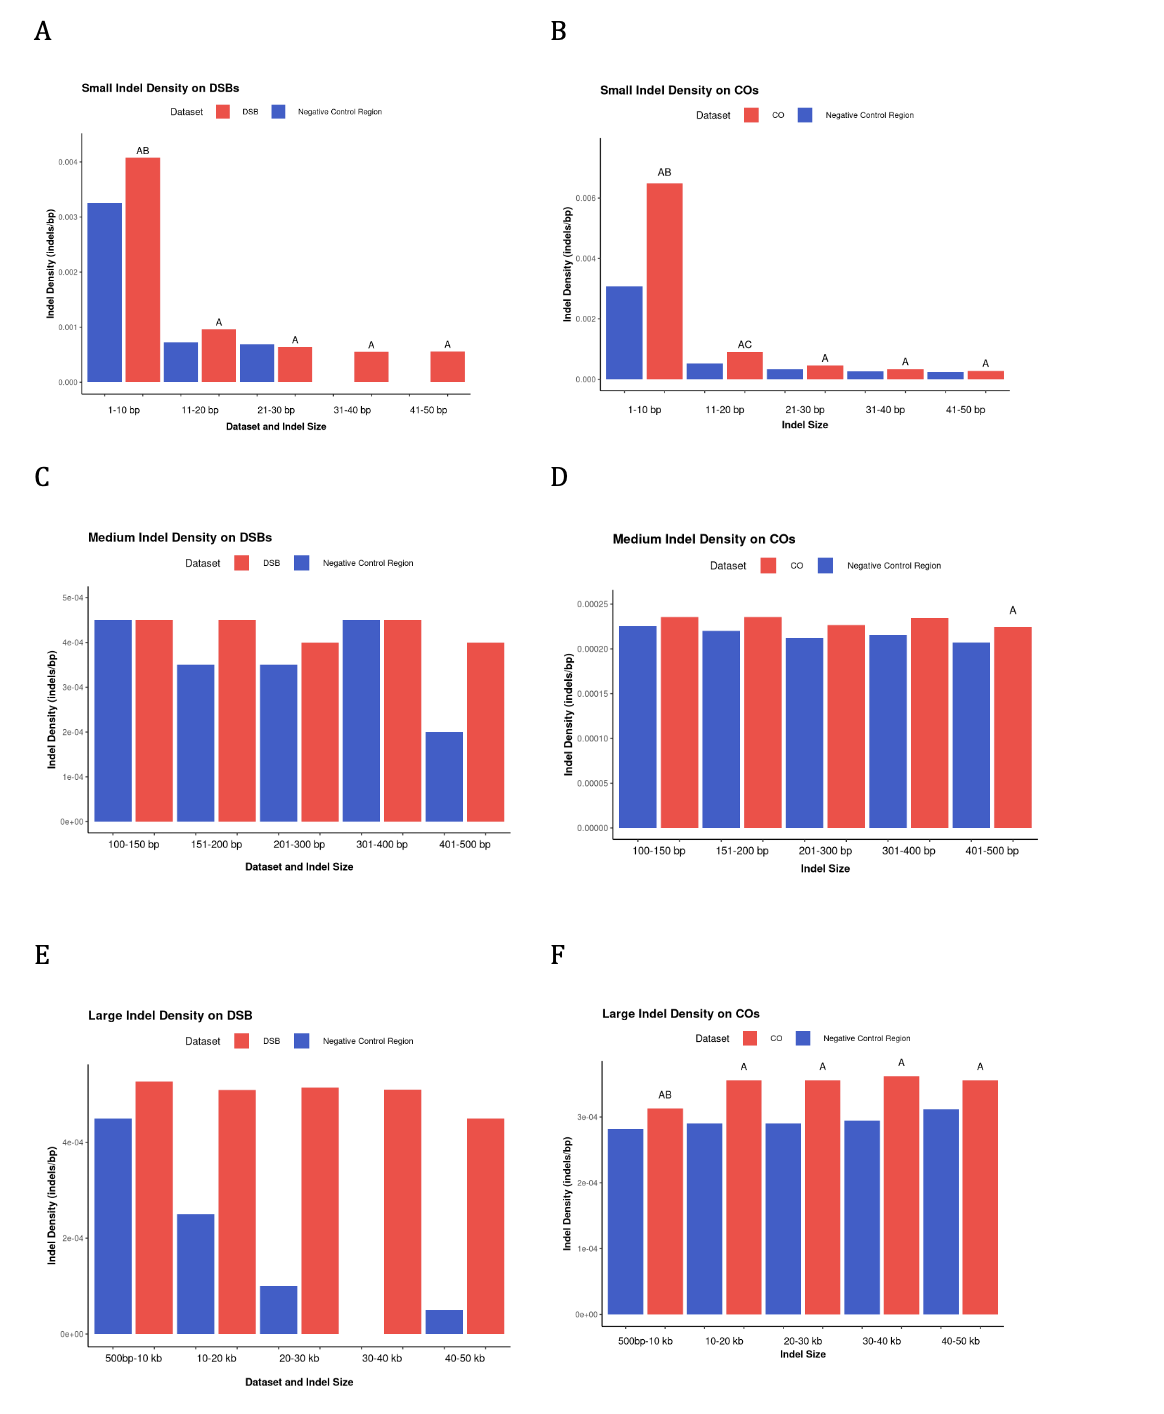 A
Small Indel Density on DSBs
Dataset DSB Negative Control Region
Indel Density (indels/bp)
0.004
0.003
0.002
0.001
0.000
AB
A
A
A
A
1-10 bp 11-20 bp 21-30 bp 31-40 bp 41-50 bp
Dataset and Indel Size
B
Small Indel Density on COs
Dataset CO Negative Control Region
Indel Density (indels/bp)
0.006
0.004
0.002
0.000
AB
AC
A
A
A
1-10 bp 11-20 bp 21-30 bp 31-40 bp 41-50 bp
Indel Size
C
Medium Indel Density on DSBs
Dataset DSB Negative Control Region
Indel Density (indels/bp)
5e-04
4e-04
3e-04
2e-04
1e-04
0e+00
100-150 bp 151-200 bp 201-300 bp 301-400 bp 401-500 bp
Dataset and Indel Size
D
Medium Indel Density on COs
Dataset CO Negative Control Region
Indel Density (indels/bp)
0.00025
0.00020
0.00015
0.00010
0.00005
0.00000
A
100-150 bp 151-200 bp 201-300 bp 301-400 bp 401-500 bp
Indel Size
E
Large Indel Density on DSB
Dataset DSB Negative Control Region
Indel Density (indels/bp)
4e-04
2e-04
0e+00
500bp-10 kb 10-20 kb 20-30 kb 30-40 kb 40-50 kb
Dataset and Indel Size
F
Large Indel Density on COs
Dataset CO Negative Control Region
Indel Density (indels/bp)
3e-04
2e-04
1e-04
0e+00
AB
A
A
A
A
500bp-10 kb 10-20 kb 20-30 kb 30-40 kb 40-50 kb
Indel Size